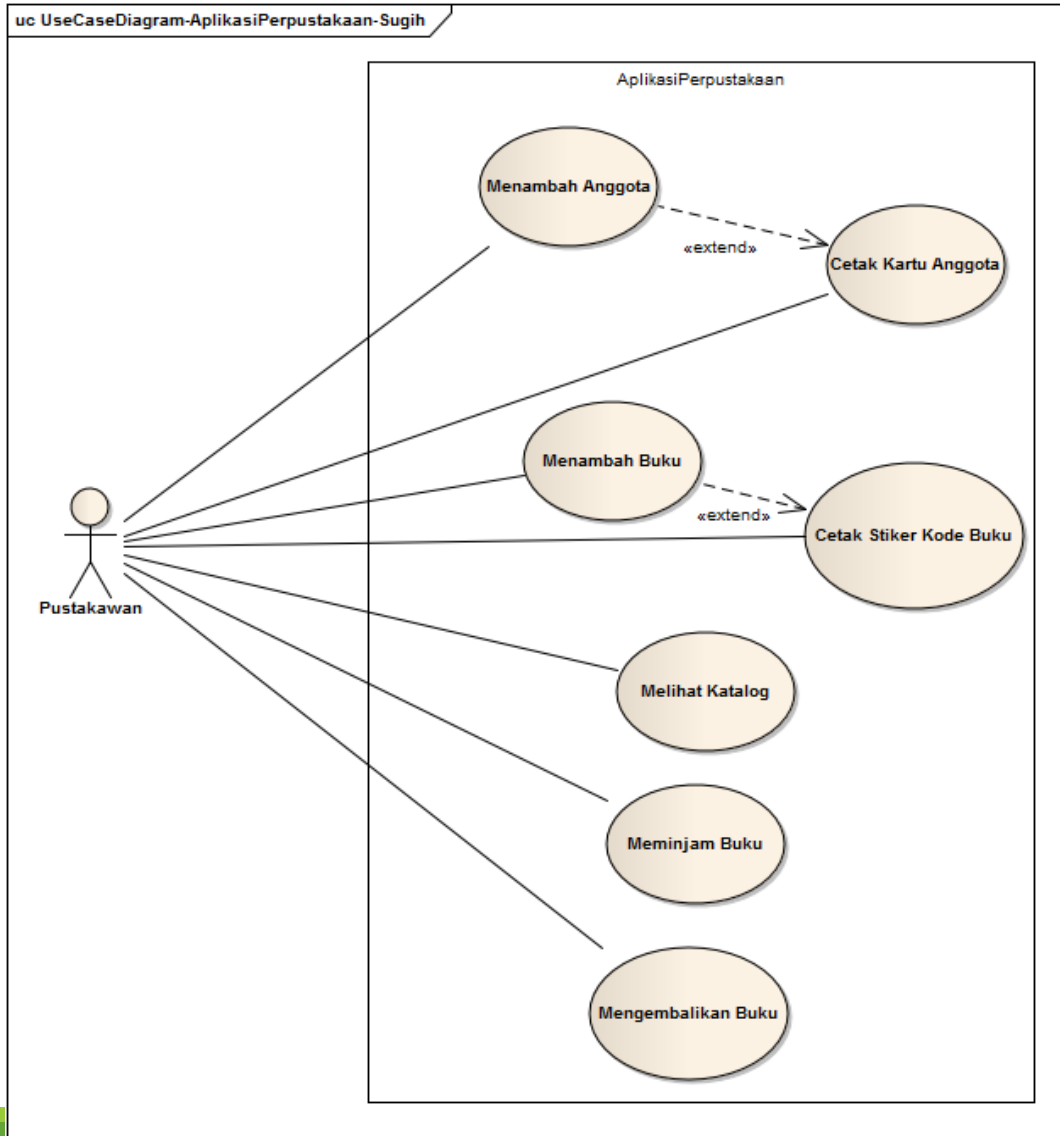 uc UseCaseDiagram-AplikasiPerpustakaan-Sugih
AplikasiPerpustakaan
Menambah Anggota
«extend»
Cetak Kartu Anggota
Menambah Buku
«extend»
Cetak Stiker Kode Buku
Pustakawan
Melihat Katalog
Meminjam Buku
Mengembalikan Buku